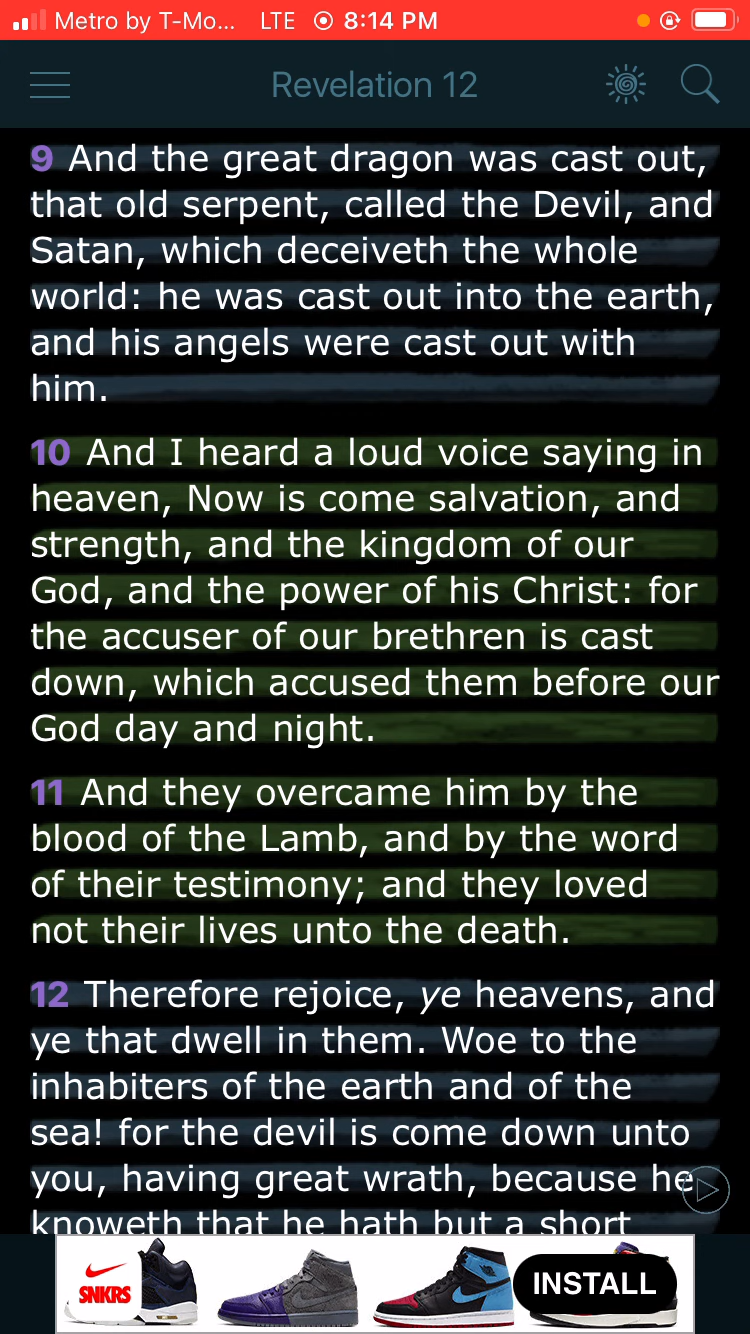 Metro by T-Mo... LTE 8:14 PM
Revelation 12
9 And the great dragon was cast out,
that old serpent, called the Devil, and
Satan, which deceiveth the whole
world: he was cast out into the earth,
and his angels were cast out with
him.
10 And I heard a loud voice saying in
heaven, Now is come salvation, and
strength, and the kingdom of our
God, and the power of his Christ: for
the accuser of our brethren is cast
down, which accused them before our
God day and night.
11 And they overcame him by the
blood of the Lamb, and by the word
of their testimony; and they loved
not their lives unto the death.
12 Therefore rejoice, ye heavens, and
ye that dwell in them. Woe to the
inhabiters of the earth and of the
sea! for the devil is come down unto
you, having great wrath, because he
knoweth that he hath but a short
SNKRS
INSTALL